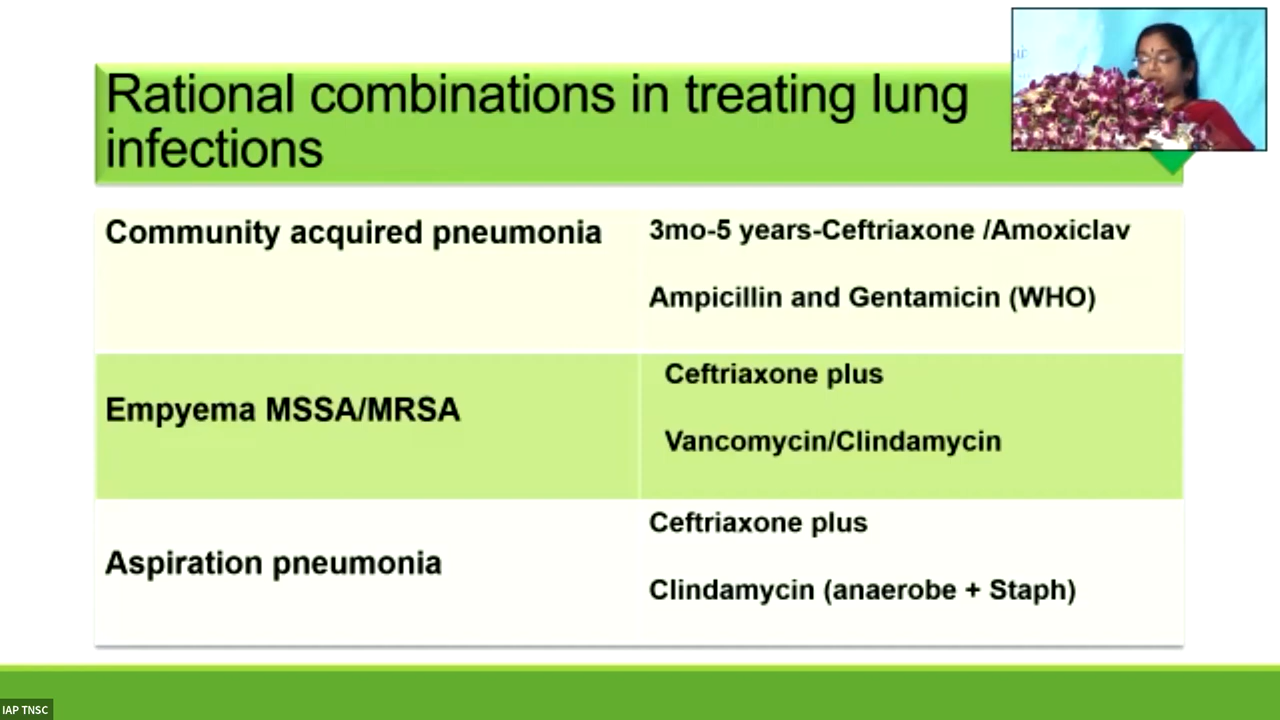 Rational combinations in treating lung
infections
Community acquired pneumonia
3mo-5 years-Ceftriaxone /Amoxiclav
Ampicillin and Gentamicin (WHO)
Empyema MSSA/MRSA
Ceftriaxone plus
Vancomycin/Clindamycin
Aspiration pneumonia
Ceftriaxone plus
Clindamycin (anaerobe + Staph)
IAP TNSC